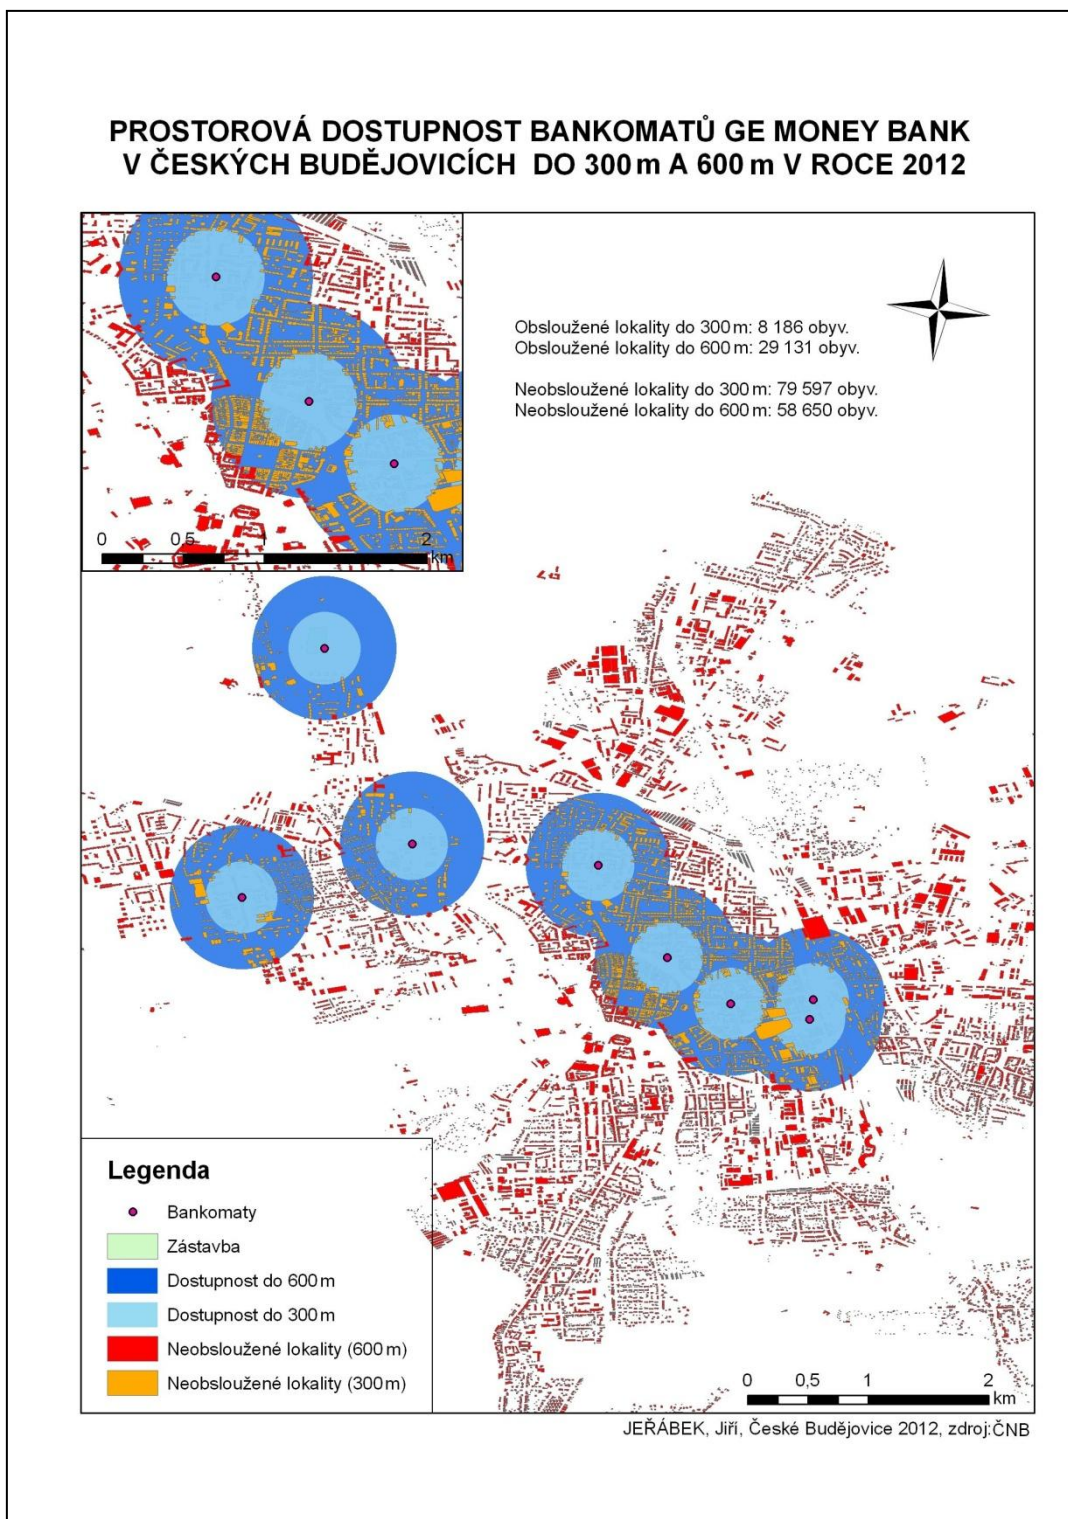 PROSTOROVÁ DOSTUPNOST BANKOMATŮ GE MONEY BANK
V ČESKÝCH BUDĚJOVICÍCH DO 300 m A 600 m V ROCE 2012
Obsloužené lokality do 300 m: 8 186 obyv.
Obsloužené lokality do 600 m: 29 131 obyv.
Neobsloužené lokality do 300 m: 79 597 obyv.
Neobsloužené lokality do 600 m: 58 650 obyv.
0 0,5 1 2
km
Legenda
Bankomaty
Zástavba
Dostupnost do 600 m
Dostupnost do 300 m
Neobsloužené lokality (600 m)
Neobsloužené lokality (300 m)
0 0,5 1 2
km
JEŘÁBEK, Jiří, České Budějovice 2012, zdroj:ČNB